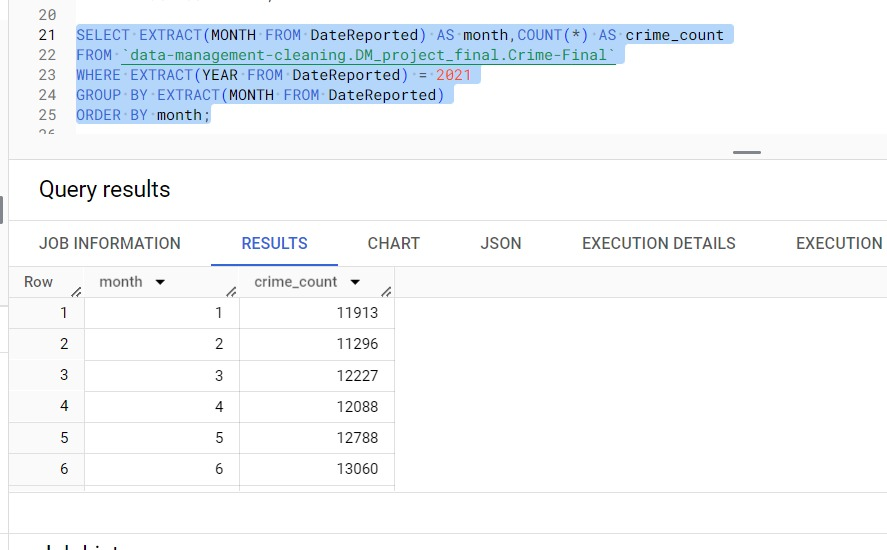 20
21 SELECT EXTRACT(MONTH FROM DateReported) AS month,COUNT(*) AS crime_count
22 FROM `data-management-cleaning.DM_project_final.Crime-Final`
23 WHERE EXTRACT(YEAR FROM DateReported) = 2021
24 GROUP BY EXTRACT(MONTH FROM DateReported)
25 ORDER BY month;
Query results
JOB INFORMATION RESULTS CHART JSON EXECUTION DETAILS EXECUTION
Row month crime_count
1 1 11913
2 2 11296
3 3 12227
4 4 12088
5 5 12788
6 6 13060